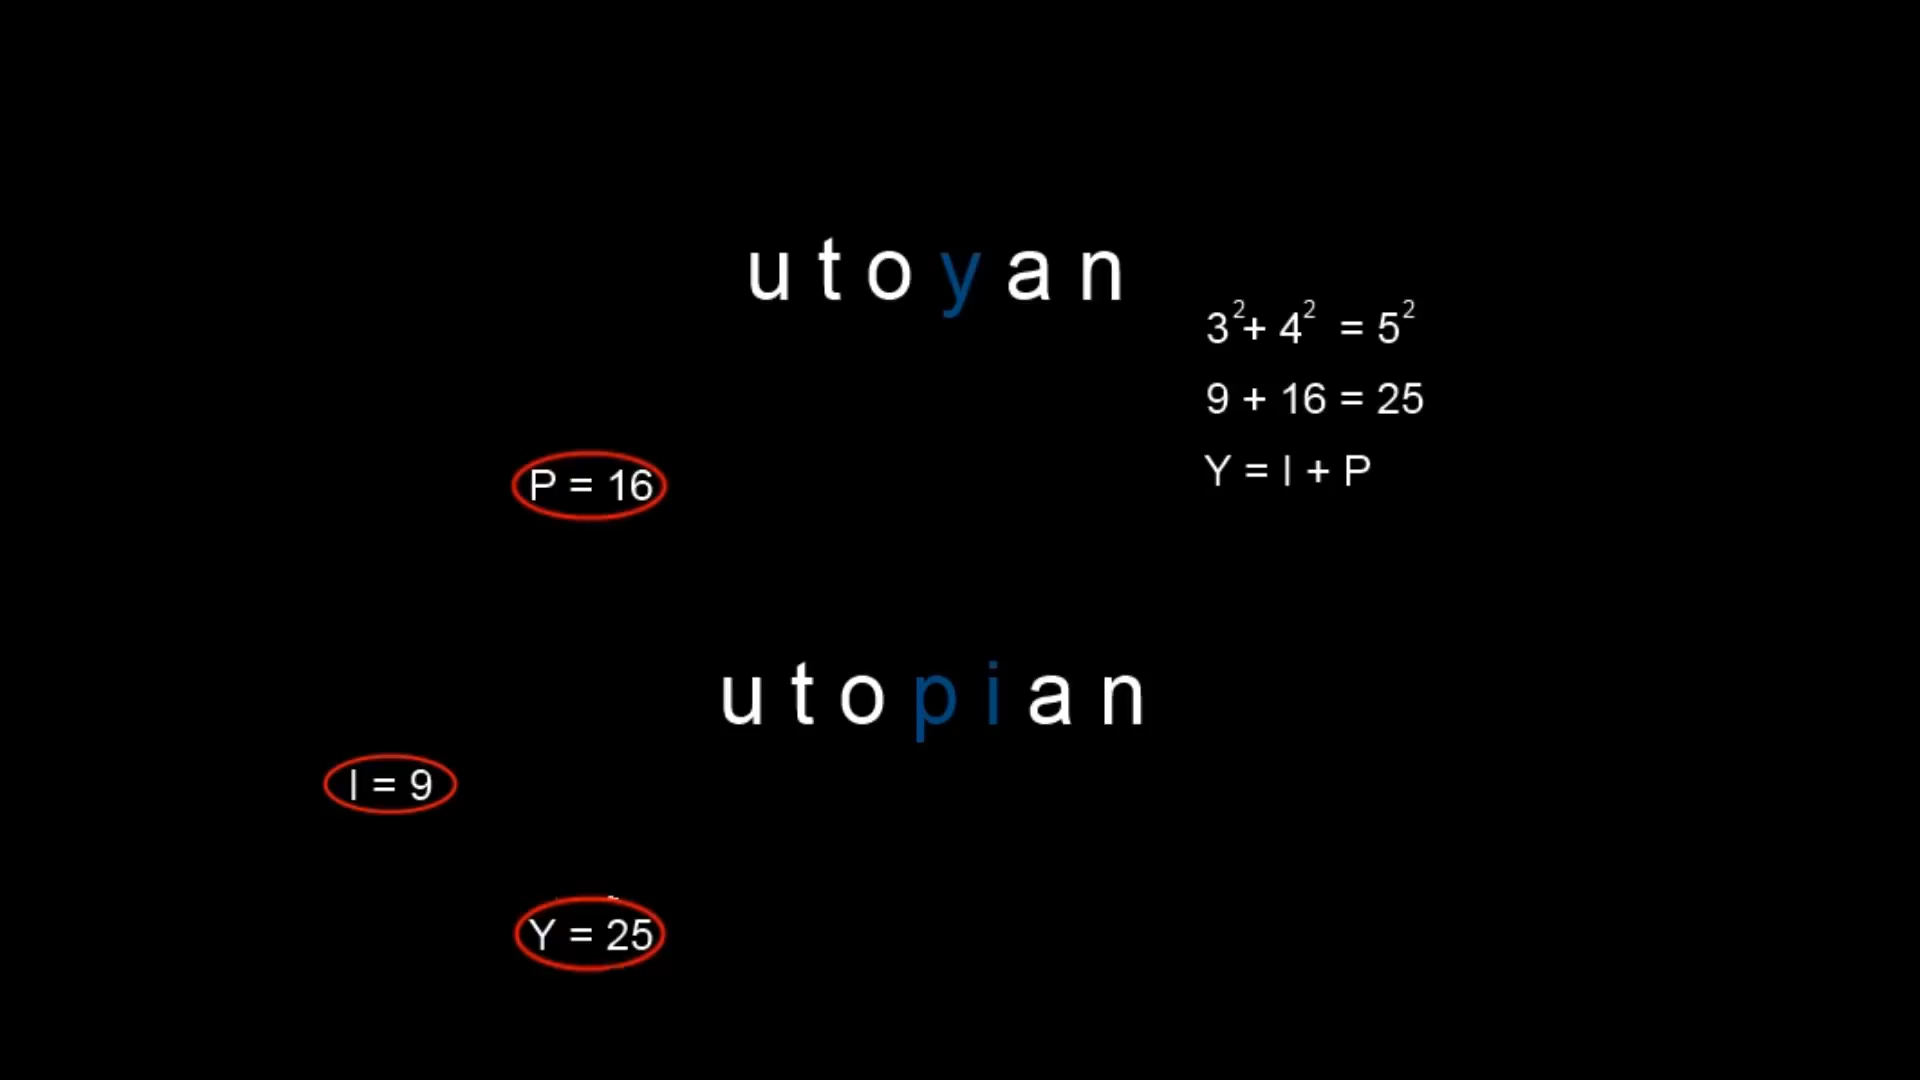 u t o y a n
3² + 4² = 5²
9 + 16 = 25
Y = I + P
P = 16
u t o p i a n
I = 9
Y = 25